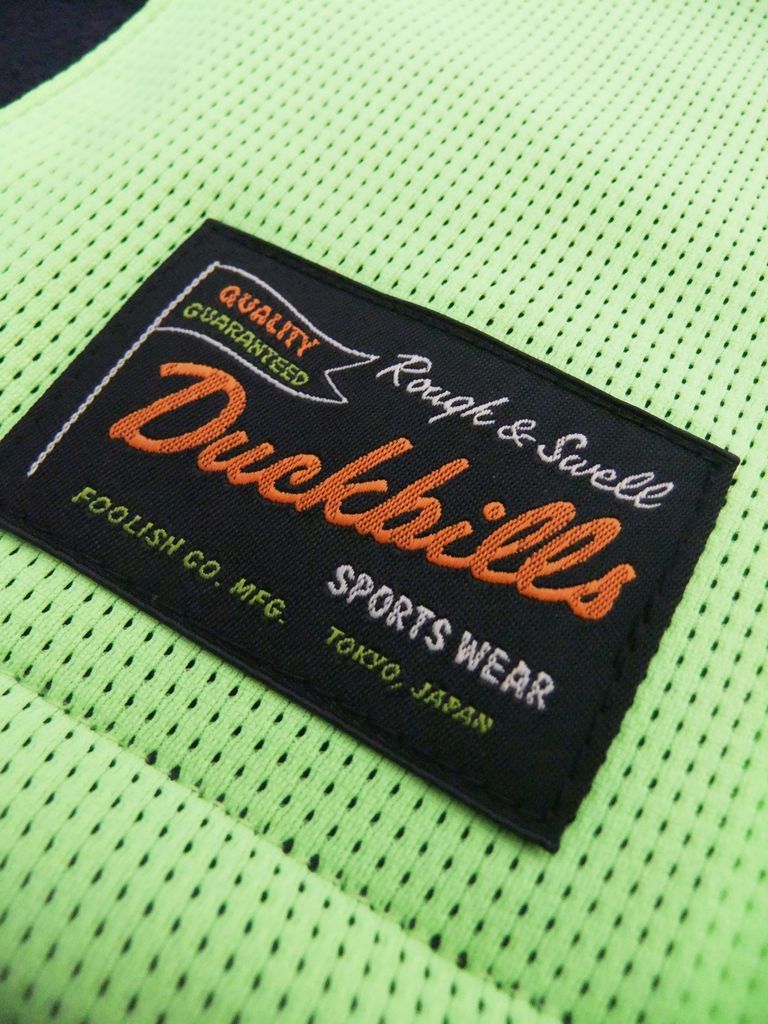 QUALITY
GUARANTEED
Rough & Swell
Duckbills
SPORTS WEAR
FOOLISH CO. MFG. TOKYO, JAPAN